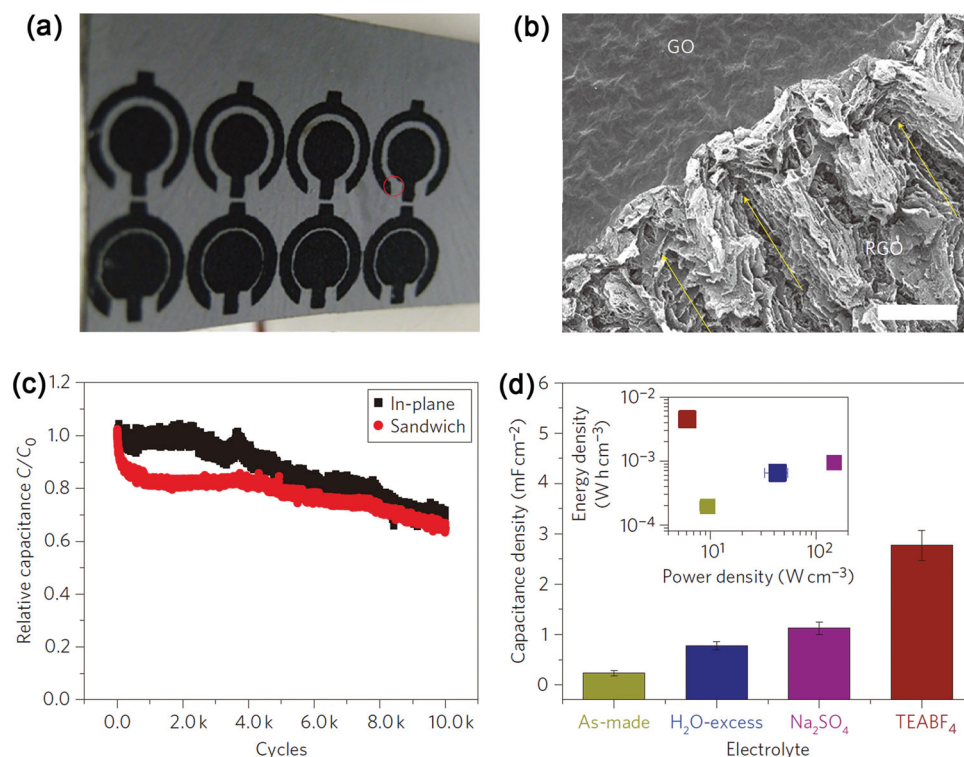 (a)
(b)
GO
RGO
(c)
1.2
1.0
0.8
0.6
0.4
0.2
0.0
Relative capacitance C/C₀
In-plane
Sandwich
0.0 2.0 k 4.0 k 6.0 k 8.0 k 10.0 k
Cycles
(d)
6
5
4
3
2
1
0
Capacitance density (mF cm⁻²)
Energy density
(W h cm⁻³)
10⁻²
10⁻³
10⁻⁴
10¹ 10²
Power density (W cm⁻³)
As-made H₂O-excess Na₂SO₄ TEABF₄
Electrolyte